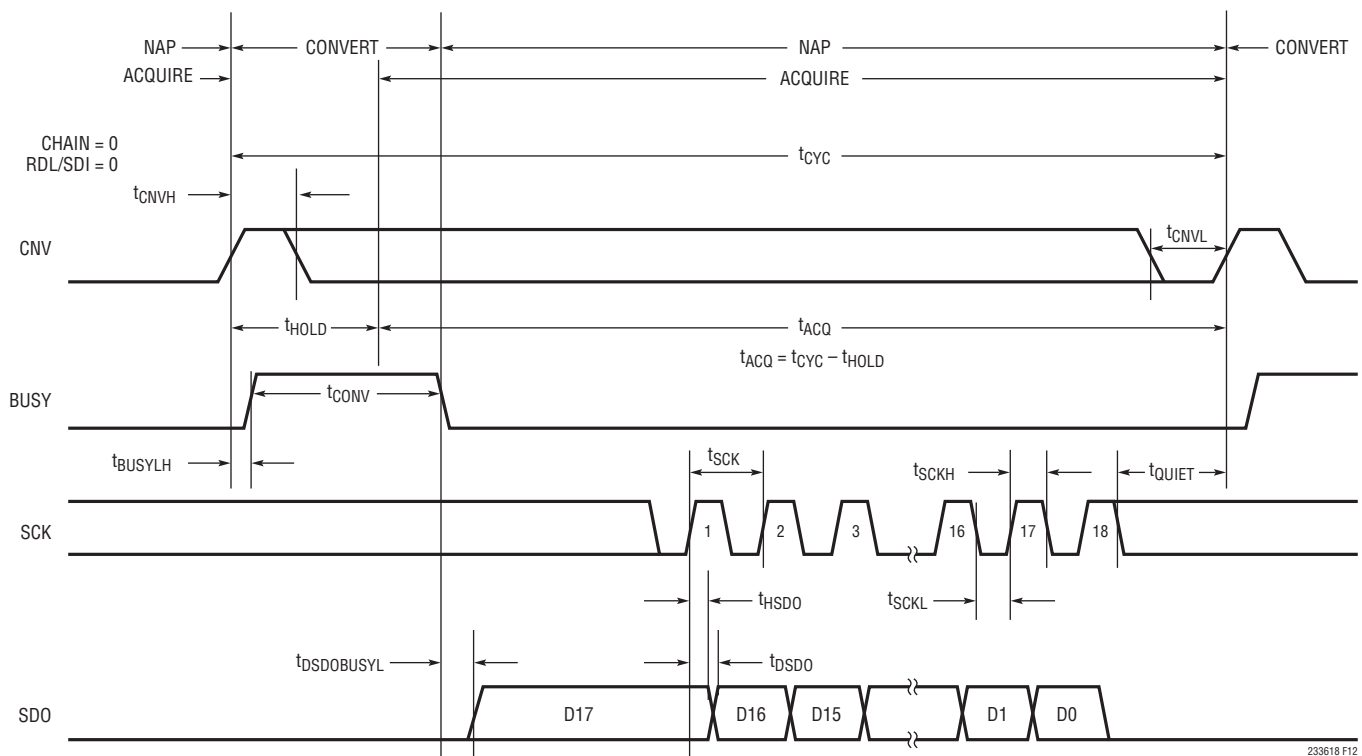 NAP CONVERT NAP CONVERT
ACQUIRE ACQUIRE
CHAIN = 0
RDL/SDI = 0
tCYC
tCNVH
CNV
tCNVL
tHOLD tACQ
tACQ = tCYC – tHOLD
BUSY
tCONV
tBUSYLH
tSCK
tSCKH
tQUIET
SCK
1 2 3 16 17 18
tHSDO
tSCKL
tDSDOBUSYL
tDSDO
SDO
D17 D16 D15 D1 D0
233618 F12